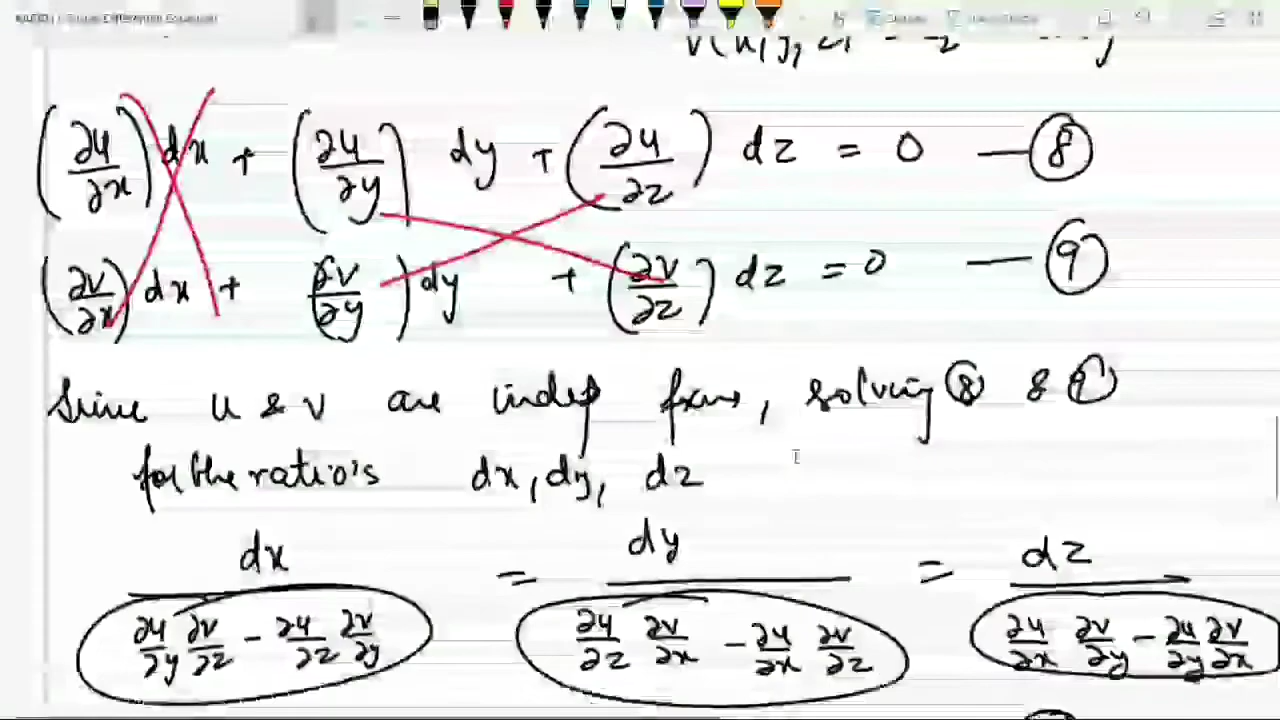 (∂u/∂x) dx + (∂u/∂y) dy + (∂u/∂z) dz = 0 — ⑧
(∂v/∂x) dx + (∂v/∂y) dy + (∂v/∂z) dz = 0 — ⑨
Since u & v are indep fxns, solving ⑧ & ⑨
for the ratio's dx, dy, dz
dx / (∂u/∂y ∂v/∂z - ∂u/∂z ∂v/∂y) = dy / (∂u/∂z ∂v/∂x - ∂u/∂x ∂v/∂z) = dz / (∂u/∂x ∂v/∂y - ∂u/∂y ∂v/∂x)